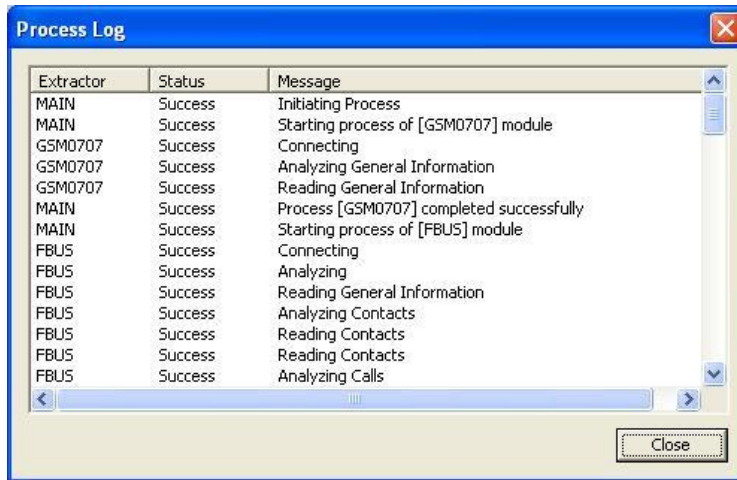 Process Log
Extractor Status Message
MAIN Success Initiating Process
MAIN Success Starting process of [GSM0707] module
GSM0707 Success Connecting
GSM0707 Success Analyzing General Information
GSM0707 Success Reading General Information
MAIN Success Process [GSM0707] completed successfully
MAIN Success Starting process of [FBUS] module
FBUS Success Connecting
FBUS Success Analyzing
FBUS Success Reading General Information
FBUS Success Analyzing Contacts
FBUS Success Reading Contacts
FBUS Success Reading Contacts
FBUS Success Analyzing Calls
Close